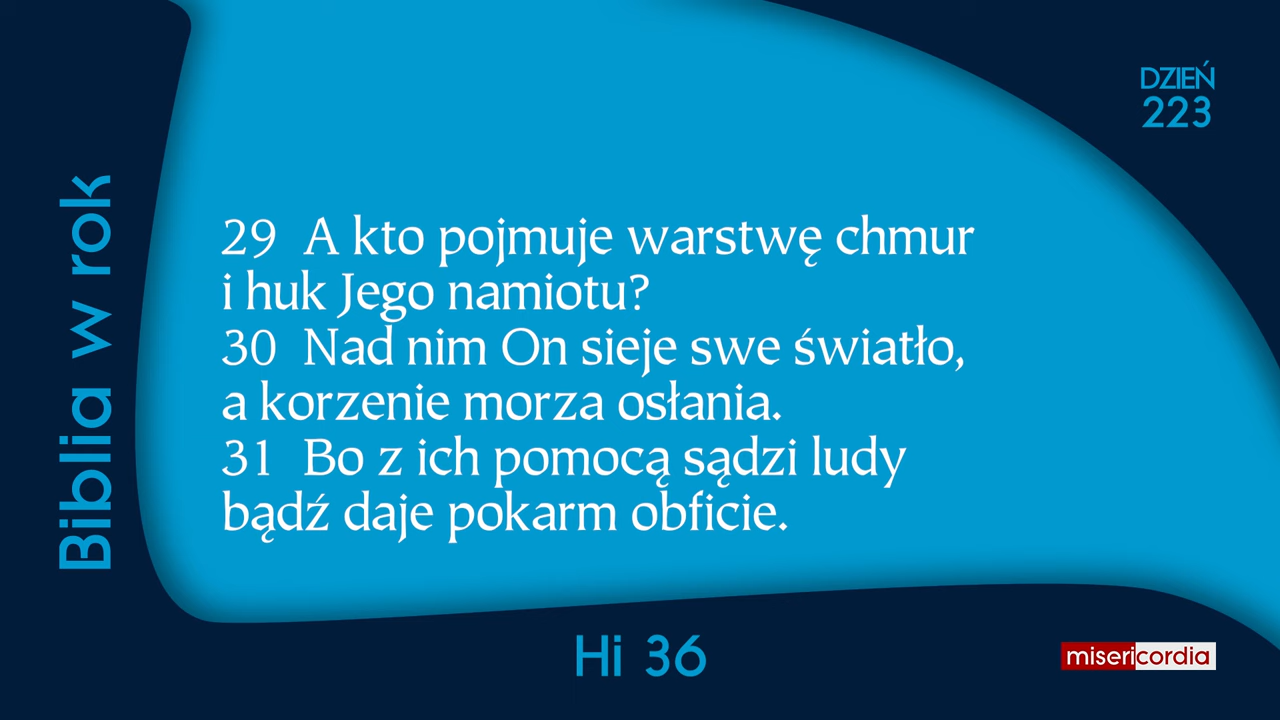 DZIEŃ
223
Biblia w rok
29 A kto pojmuje warstwę chmur
i huk Jego namiotu?
30 Nad nim On sieje swe światło,
a korzenie morza osłania.
31 Bo z ich pomocą sądzi ludy
bądź daje pokarm obficie.
Hi 36
misericordia